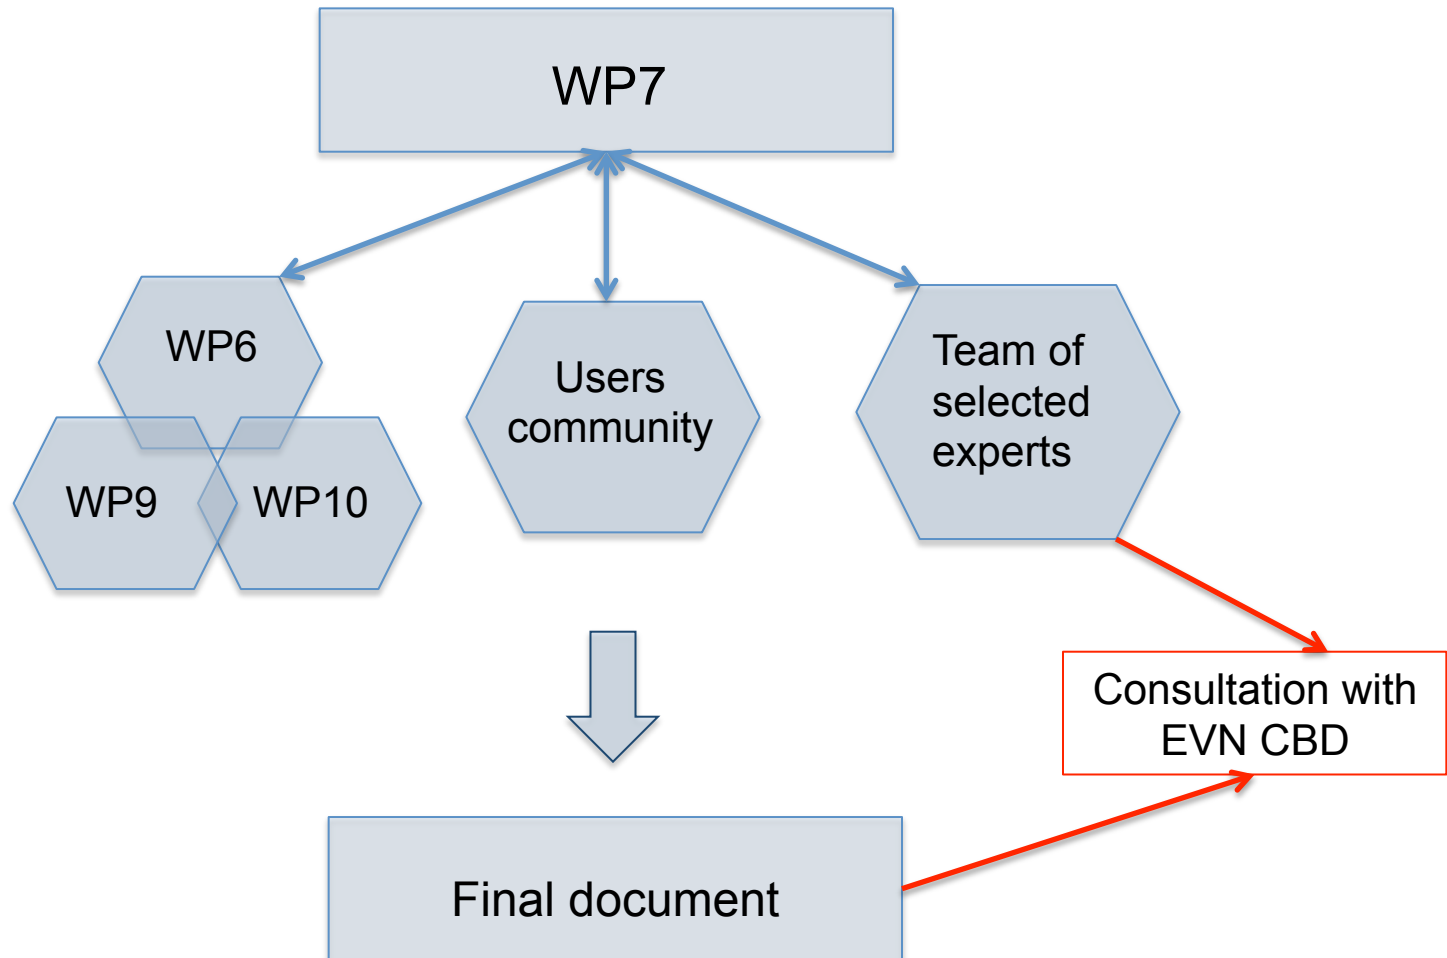 WP7
WP6
WP9
WP10
Users
community
Team of
selected
experts
Consultation with
EVN CBD
Final document